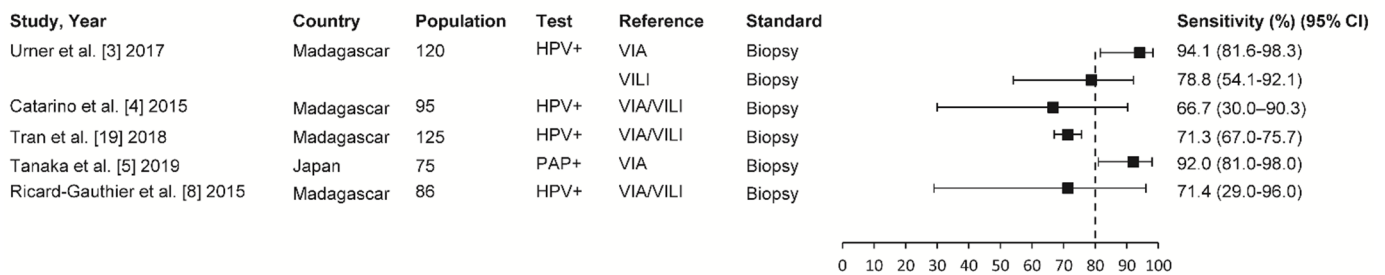 Study, Year Country Population Test Reference Standard Sensitivity (%) (95% CI)
Urner et al. [3] 2017 Madagascar 120 HPV+ VIA Biopsy 94.1 (81.6-98.3)
VILI Biopsy 78.8 (54.1-92.1)
Catarino et al. [4] 2015 Madagascar 95 HPV+ VIA/VILI Biopsy 66.7 (30.0–90.3)
Tran et al. [19] 2018 Madagascar 125 HPV+ VIA/VILI Biopsy 71.3 (67.0-75.7)
Tanaka et al. [5] 2019 Japan 75 PAP+ VIA Biopsy 92.0 (81.0-98.0)
Ricard-Gauthier et al. [8] 2015 Madagascar 86 HPV+ VIA/VILI Biopsy 71.4 (29.0-96.0)
0 10 20 30 40 50 60 70 80 90 100